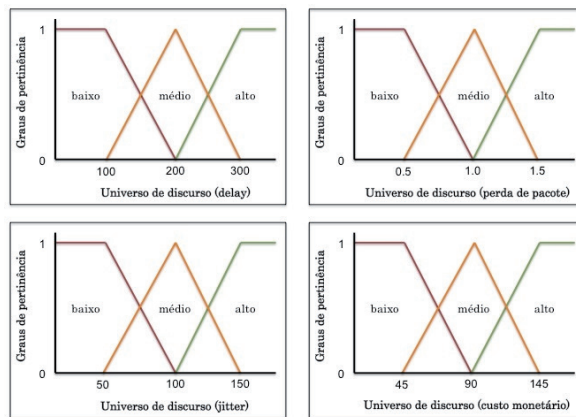 Graus de pertinência
1
baixo
médio
alto
0
100
200
300
Universo de discurso (delay)
Graus de pertinência
1
baixo
médio
alto
0
0.5
1.0
1.5
Universo de discurso (perda de pacote)
Graus de pertinência
1
baixo
médio
alto
0
50
100
150
Universo de discurso (jitter)
Graus de pertinência
1
baixo
médio
alto
0
45
90
145
Universo de discurso (custo monetário)